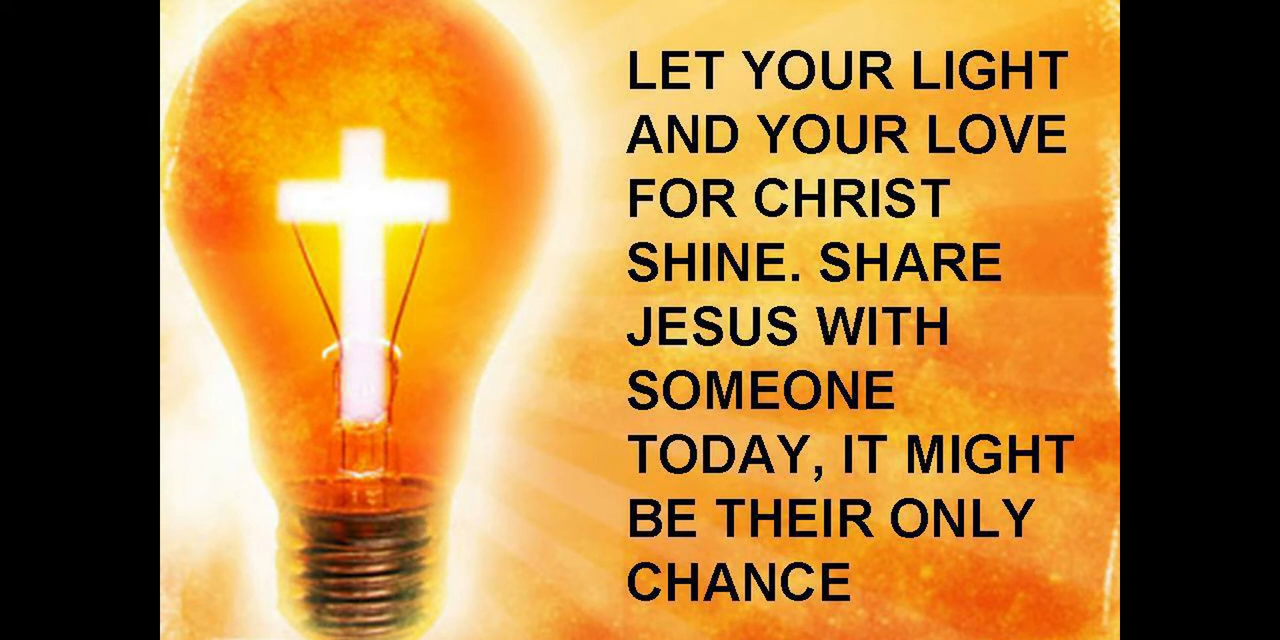 LET YOUR LIGHT
AND YOUR LOVE
FOR CHRIST
SHINE. SHARE
JESUS WITH
SOMEONE
TODAY, IT MIGHT
BE THEIR ONLY
CHANCE